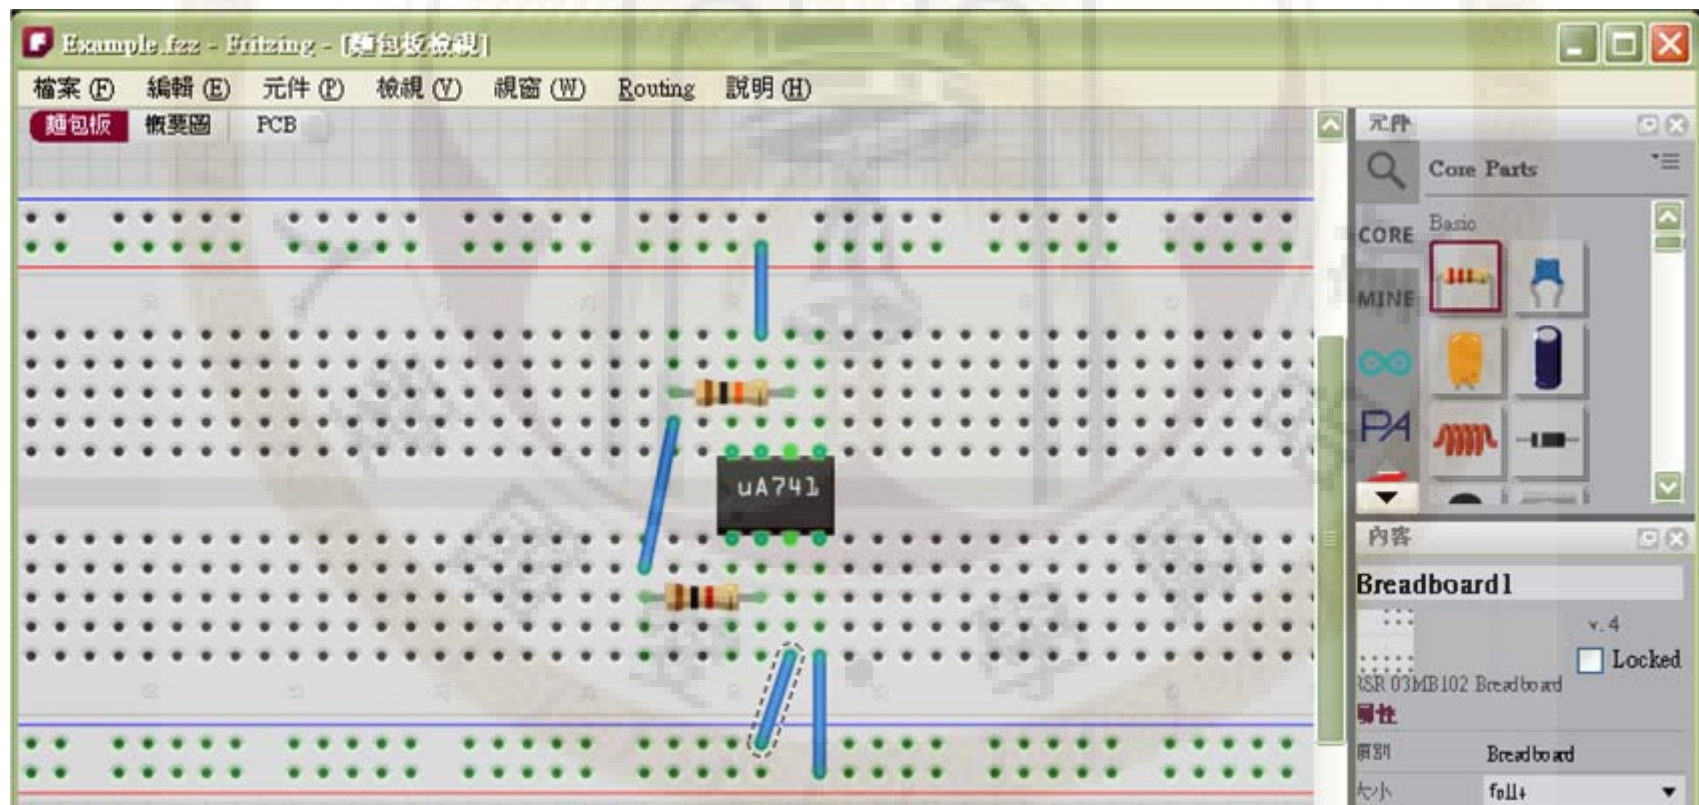 Example.fzz - Fritzing - [麵包板檢視]
檔案 (F) 編輯 (E) 元件 (P) 檢視 (V) 視窗 (W) Routing 說明 (H)
麵包板 概要圖 PCB
元件
Core Parts
Basic
CORE
MINE
PA
uA741
內容
Breadboard1
v. 4
Locked
RSR 03MB102 Breadboard
屬性
類別 Breadboard
大小 full+